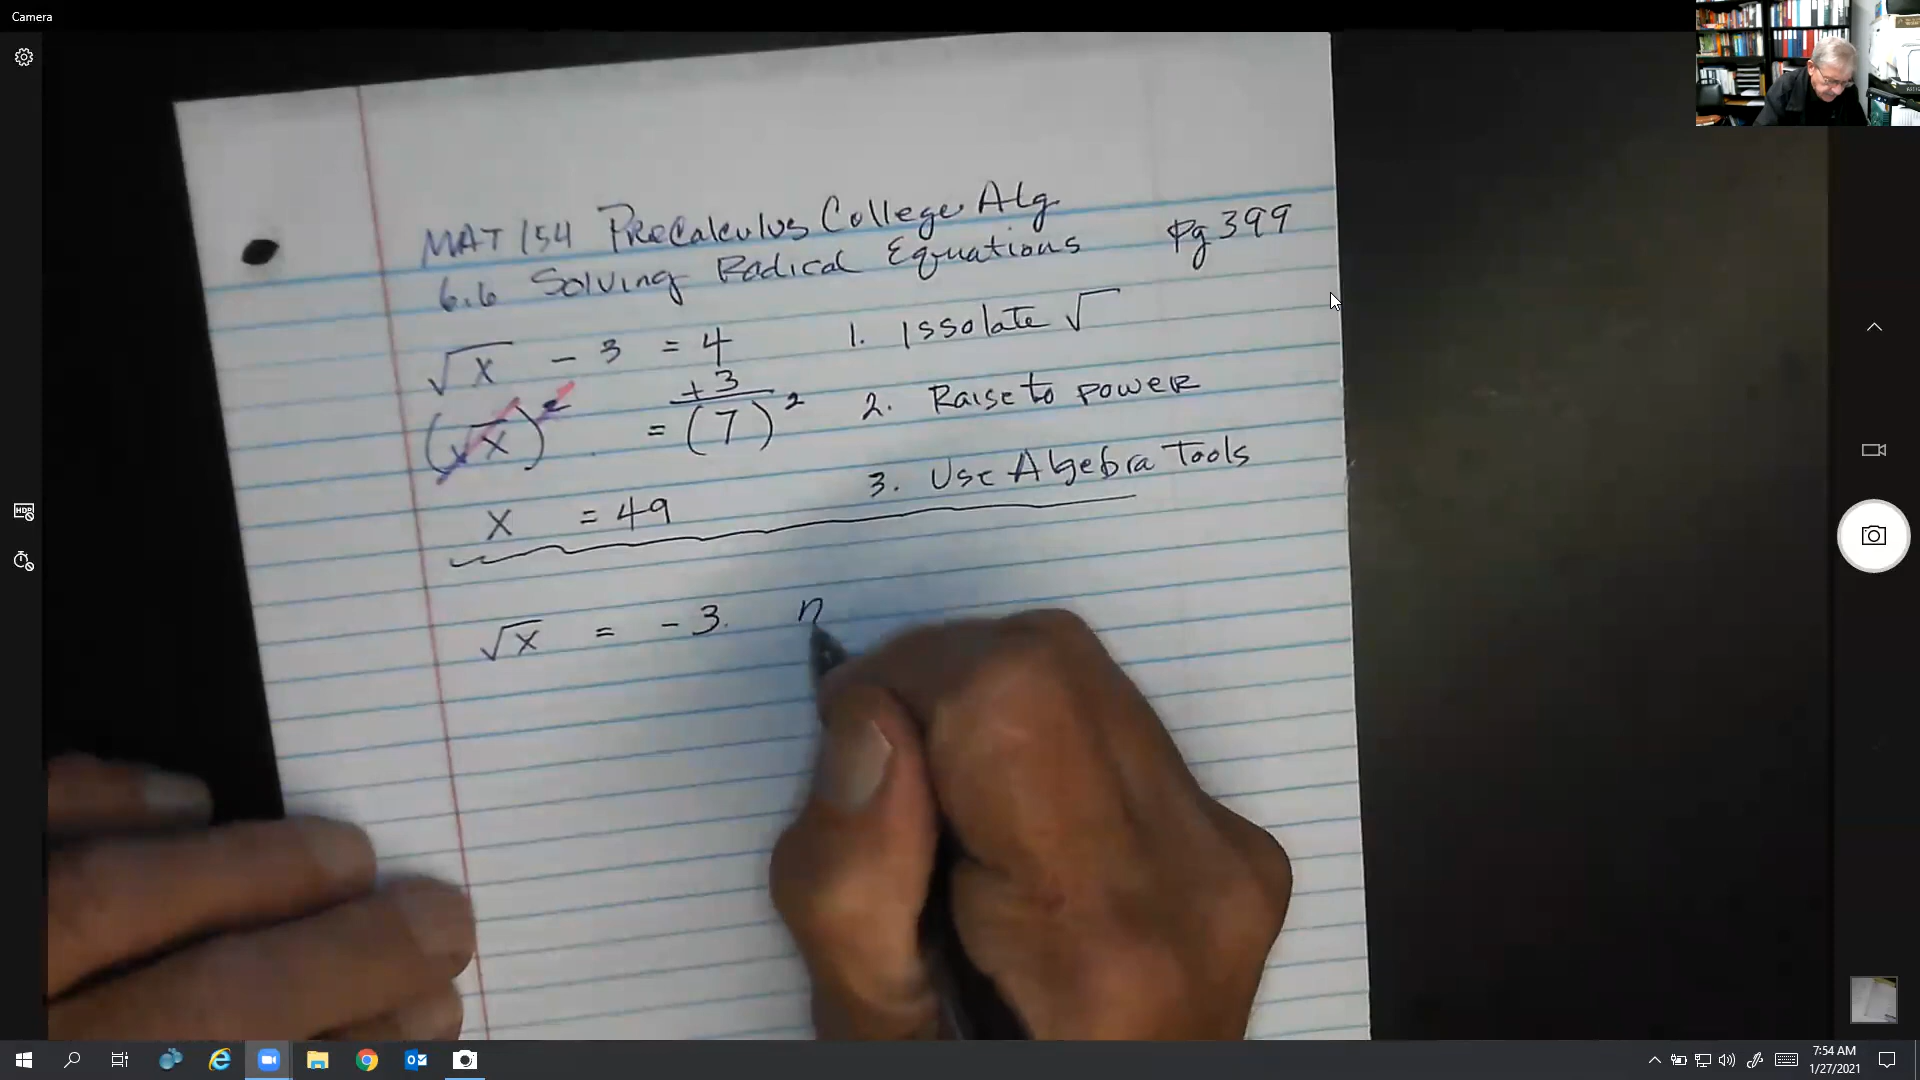 Camera
MAT 154 PreCalculus College Alg
6.6 Solving Radical Equations pg 399
√x - 3 = 4 1. Issolate √
+3
(√x)² = (7)² 2. Raise to power
x = 49 3. Use Algebra Tools
√x = -3. n
7:54 AM
1/27/2021